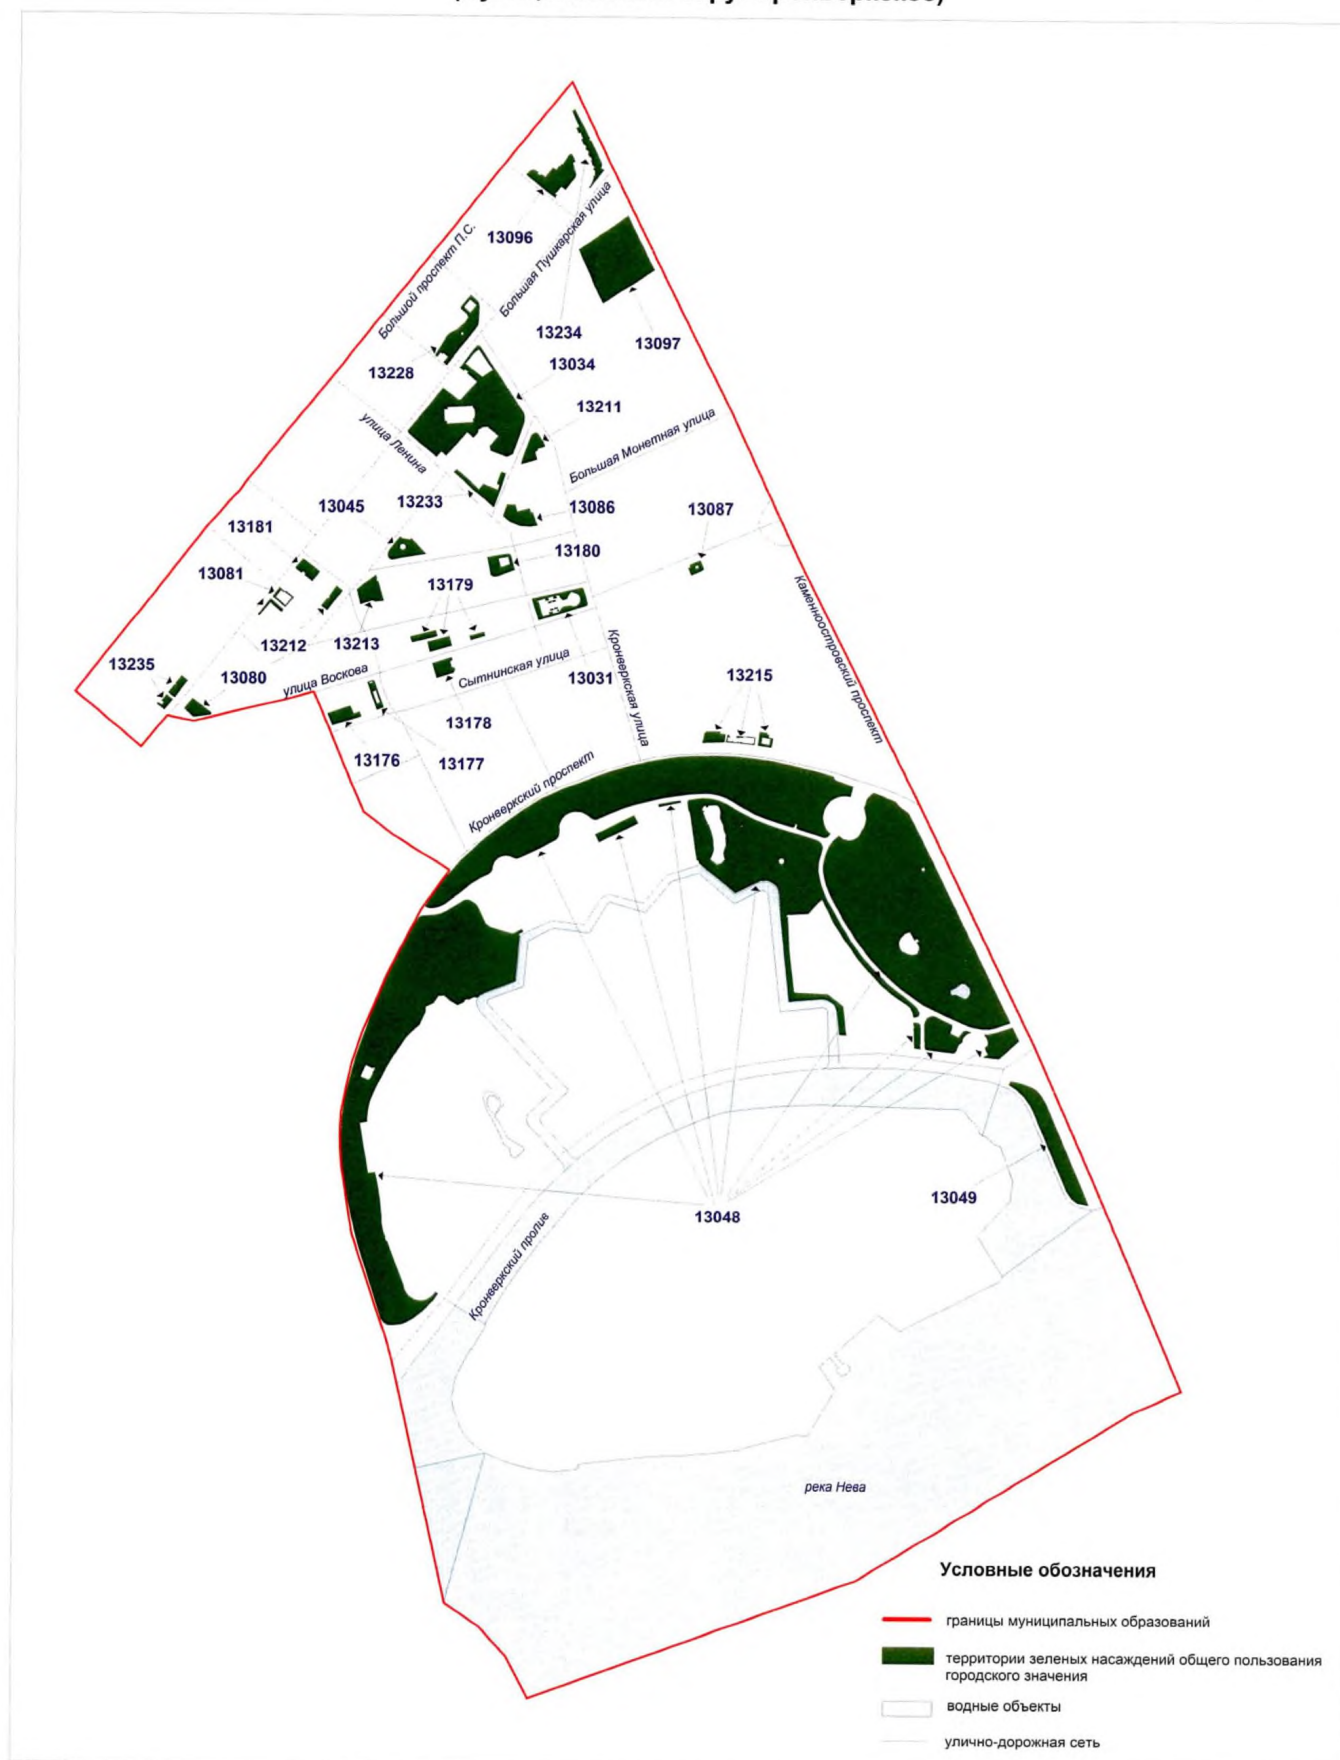 13096
Большой проспект П.С.
Большая Пушкарская улица
13234
13097
13228
13034
13211
улица Ленина
Большая Монетная улица
13045
13233
13086
13087
13181
13180
13081
13179
13212
13213
13235
13080
улица Воскова
Сытнинская улица
13031
Кронверкская улица
Каменноостровский проспект
13215
13178
13176
13177
Кронверкский проспект
13049
13048
Кронверкский пролив
река Нева
Условные обозначения
границы муниципальных образований
территории зеленых насаждений общего пользования
городского значения
водные объекты
улично-дорожная сеть